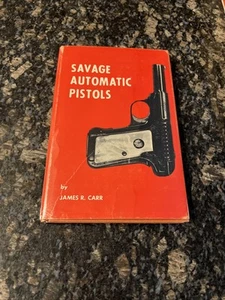 SAVAGE
AUTOMATIC
PISTOLS
by
JAMES R. CARR